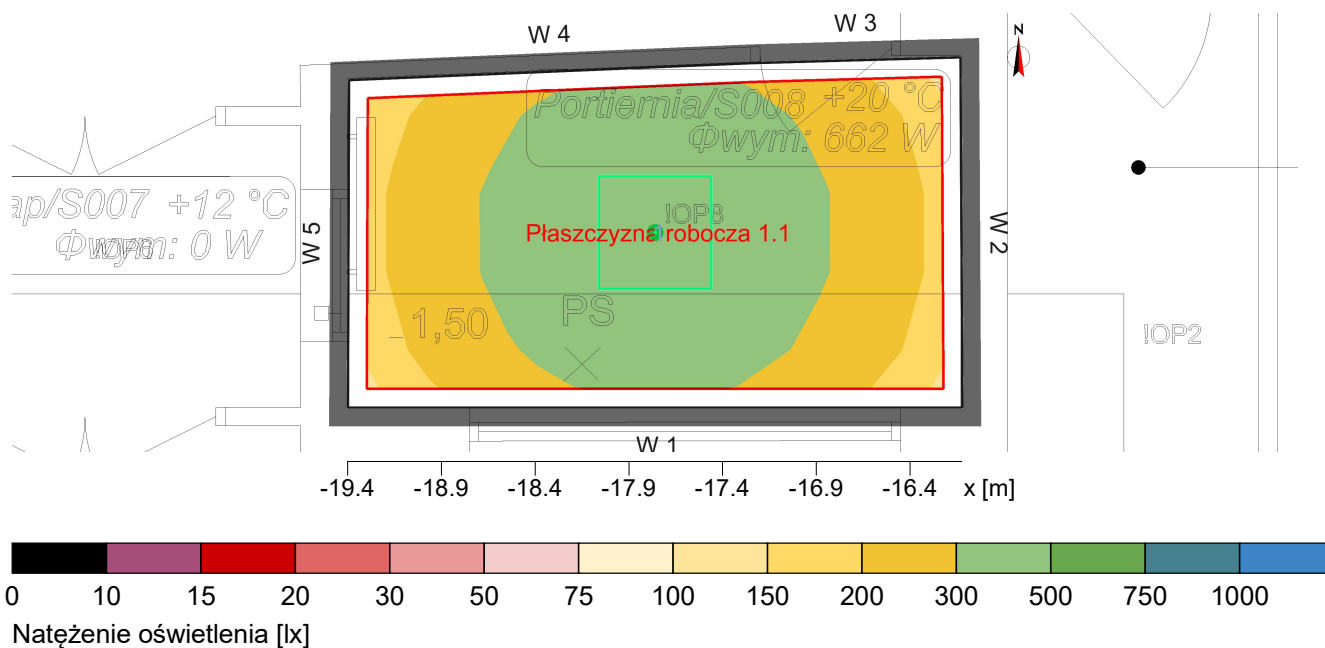 W 4
W 3
N
Portiernia/S008 +20 °C
Φwym: 662 W
ap/S007 +12 °C
Φwym: 0 W
!OP6
W 5
!OP8
Płaszczyzna robocza 1.1
W 2
1,50
PS
!OP2
W 1
-19.4 -18.9 -18.4 -17.9 -17.4 -16.9 -16.4 x [m]
0 10 15 20 30 50 75 100 150 200 300 500 750 1000
Natężenie oświetlenia [lx]